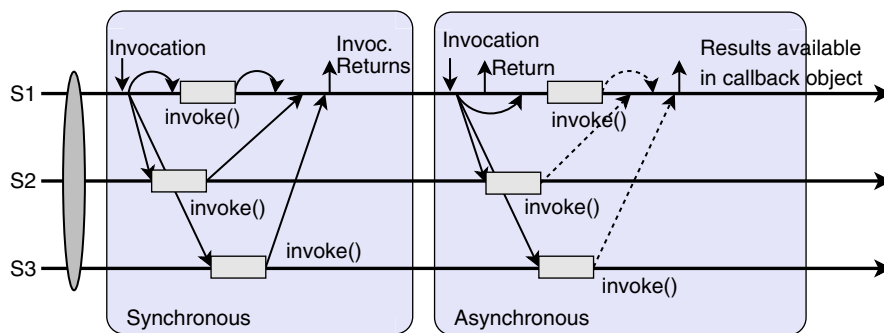 Invocation
Invoc.
Returns
S1
invoke()
S2
invoke()
S3
invoke()
Synchronous
Invocation
Return
Results available
in callback object
invoke()
invoke()
invoke()
Asynchronous